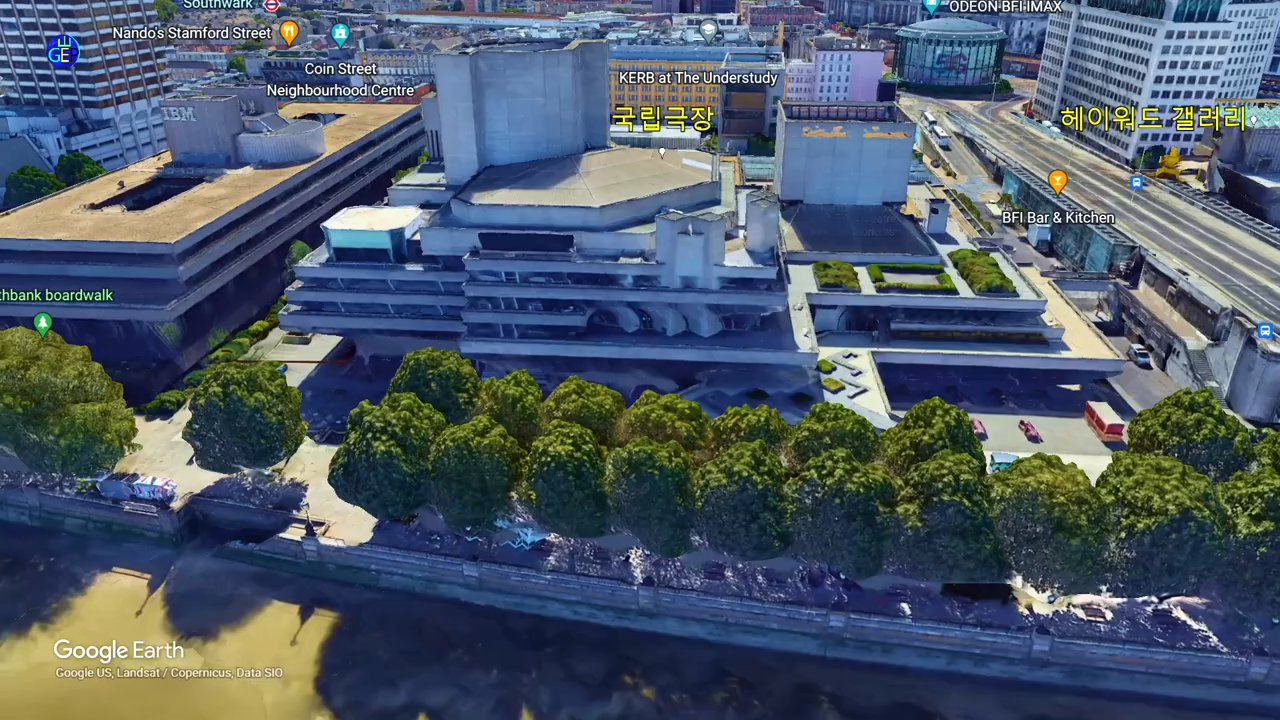 Southwark
ODEON BFI IMAX
Nando's Stamford Street
Coin Street
Neighbourhood Centre
KERB at The Understudy
국립극장
헤이워드 갤러리
IBM
BFI Bar & Kitchen
thbank boardwalk
Google Earth
Google US, Landsat / Copernicus, Data SIO